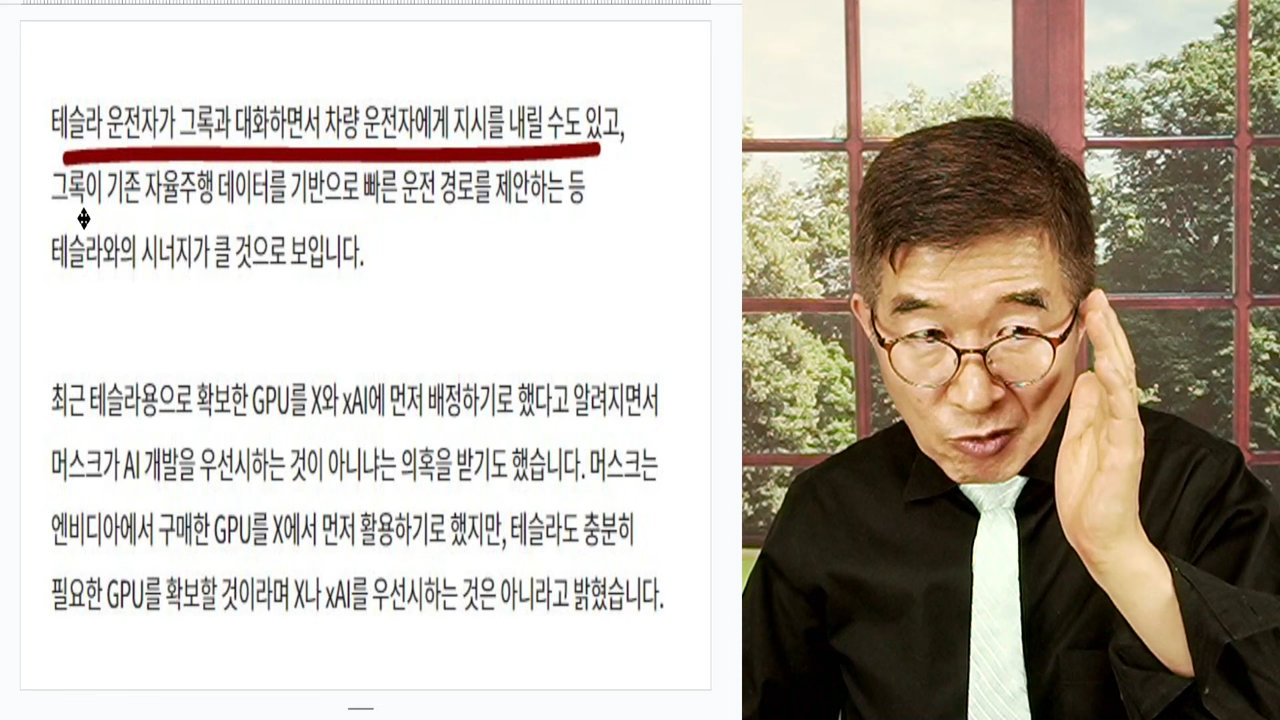 테슬라 운전자가 그록과 대화하면서 차량 운전자에게 지시를 내릴 수도 있고,
그록이 기존 자율주행 데이터를 기반으로 빠른 운전 경로를 제안하는 등
테슬라와의 시너지가 클 것으로 보입니다.
최근 테슬라용으로 확보한 GPU를 X와 xAI에 먼저 배정하기로 했다고 알려지면서
머스크가 AI 개발을 우선시하는 것이 아니냐는 의혹을 받기도 했습니다. 머스크는
엔비디아에서 구매한 GPU를 X에서 먼저 활용하기로 했지만, 테슬라도 충분히
필요한 GPU를 확보할 것이라며 X나 xAI를 우선시하는 것은 아니라고 밝혔습니다.